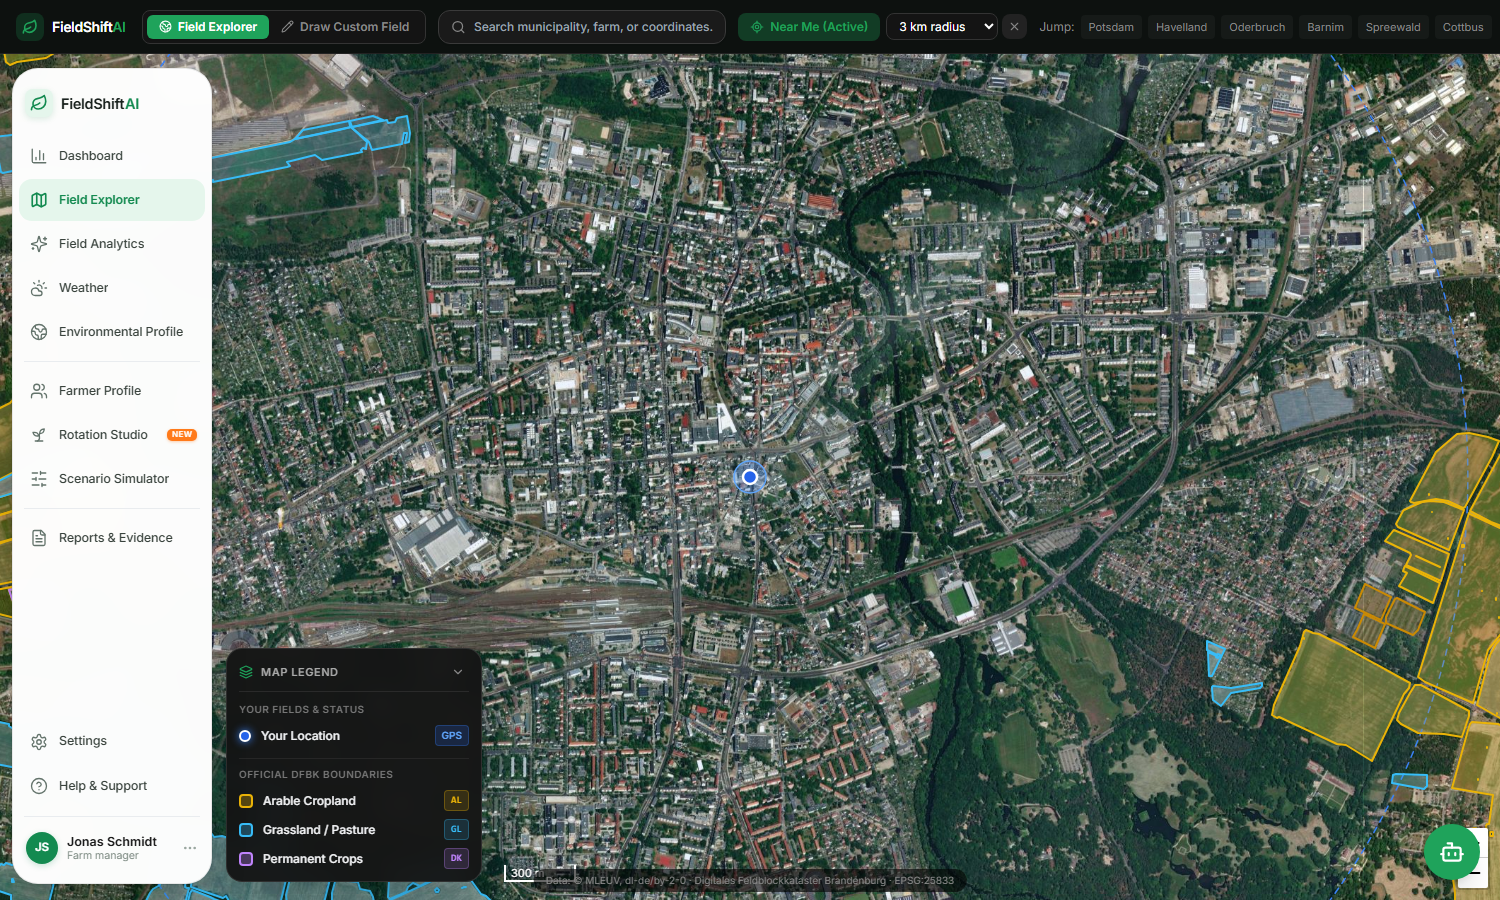 FieldShiftAI
Field Explorer
Draw Custom Field
Search municipality, farm, or coordinates.
Near Me (Active)
3 km radius
Jump:
Potsdam
Havelland
Oderbruch
Barnim
Spreewald
Cottbus
FieldShiftAI
Dashboard
Field Explorer
Field Analytics
Weather
Environmental Profile
Farmer Profile
Rotation Studio
NEW
Scenario Simulator
Reports & Evidence
Settings
Help & Support
JS
Jonas Schmidt
Farm manager
MAP LEGEND
YOUR FIELDS & STATUS
Your Location
GPS
OFFICIAL DFBK BOUNDARIES
Arable Cropland
AL
Grassland / Pasture
GL
Permanent Crops
DK
300 m
Data: © MLEUV, dl-de/by-2-0 · Digitales Feldblockkataster Brandenburg · EPSG:25833